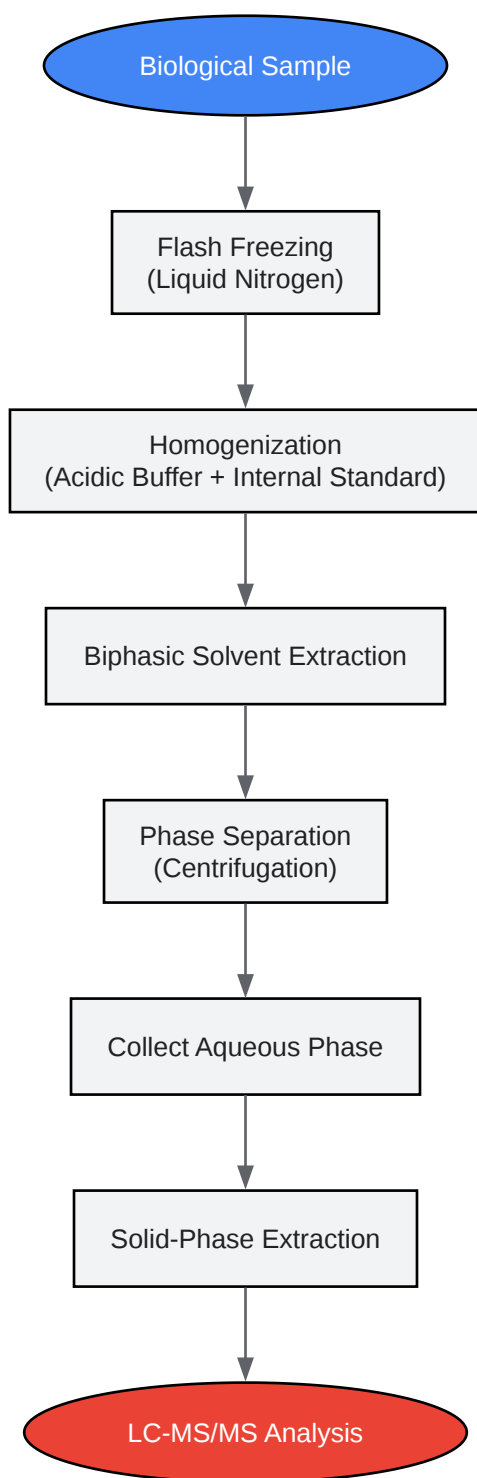 Biological Sample
Flash Freezing
(Liquid Nitrogen)
Homogenization
(Acidic Buffer + Internal Standard)
Biphasic Solvent Extraction
Phase Separation
(Centrifugation)
Collect Aqueous Phase
Solid-Phase Extraction
LC-MS/MS Analysis